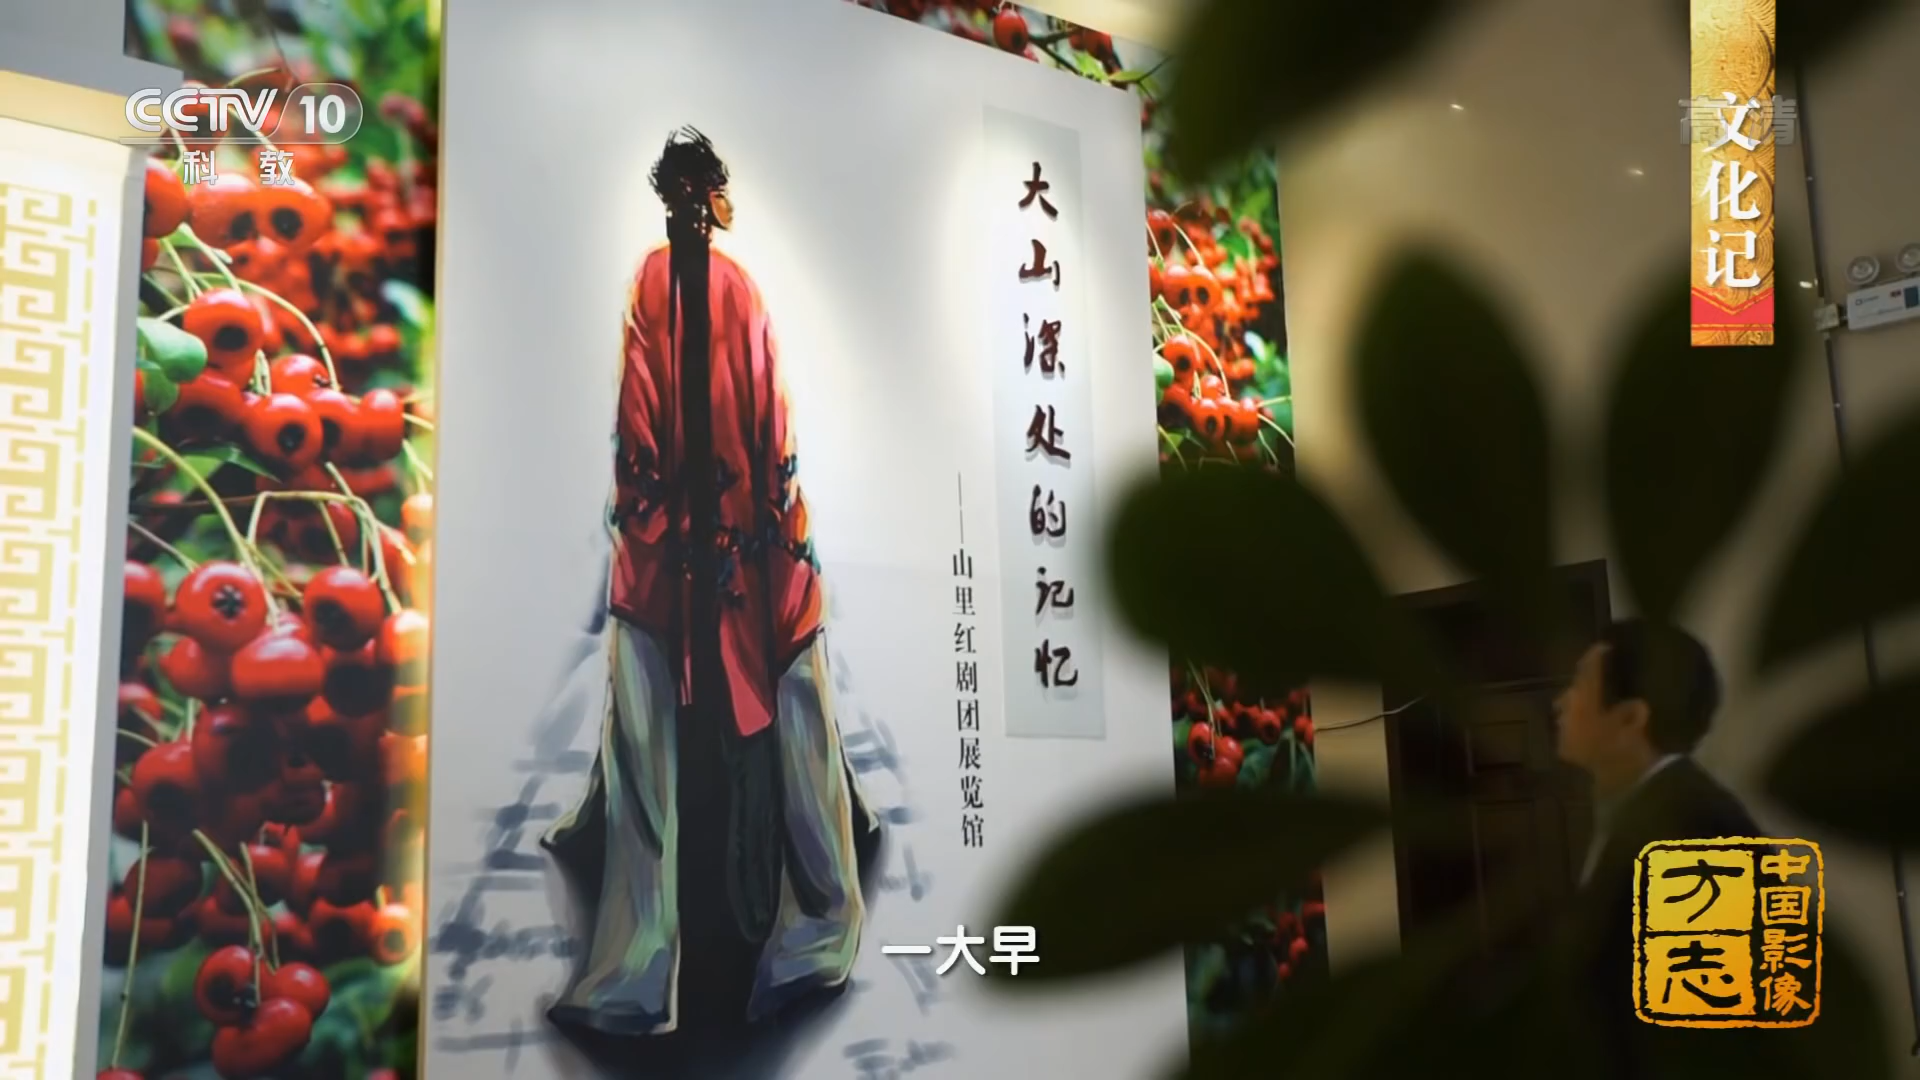 CCTV 10
科教
高清
文化记
大山深处的记忆
——山里红剧团展览馆
一大早
中国影像
方志